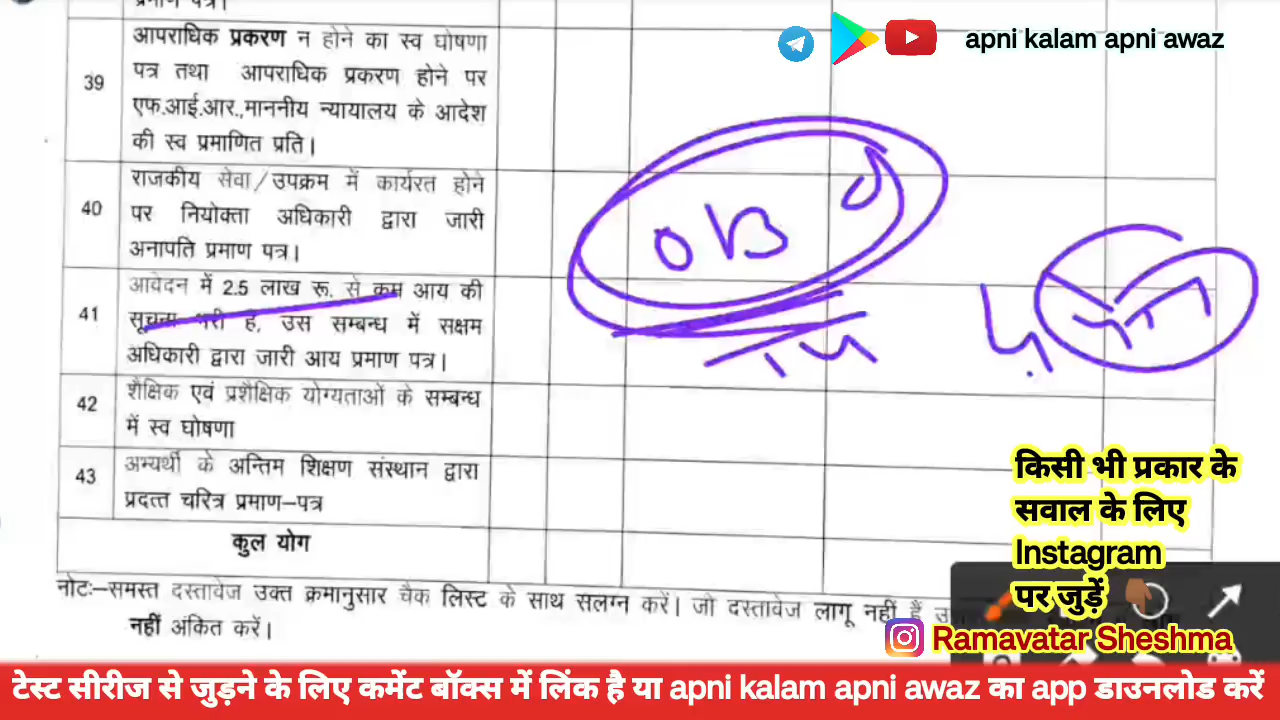 प्रमाण पत्र।
apni kalam apni awaz
39
आपराधिक प्रकरण न होने का स्व घोषणा
पत्र तथा आपराधिक प्रकरण होने पर
एफ.आई.आर.,माननीय न्यायालय के आदेश
की स्व प्रमाणित प्रति।
40
राजकीय सेवा/उपक्रम में कार्यरत होने
पर नियोक्ता अधिकारी द्वारा जारी
अनापति प्रमाण पत्र।
41
आवेदन में 2.5 लाख रू. से कम आय की
सूचना भरी है, उस सम्बन्ध में सक्षम
अधिकारी द्वारा जारी आय प्रमाण पत्र।
42
शैक्षिक एवं प्रशैक्षिक योग्यताओं के सम्बन्ध
में स्व घोषणा
43
अभ्यर्थी के अन्तिम शिक्षण संस्थान द्वारा
प्रदत्त चरित्र प्रमाण–पत्र
कुल योग
नोटः–समस्त दस्तावेज उक्त क्रमानुसार चैक लिस्ट के साथ सलग्न करें। जो दस्तावेज लागू नहीं हैं
नहीं अंकित करें।
किसी भी प्रकार के
सवाल के लिए
Instagram
पर जुड़ें
Ramavatar Sheshma
टेस्ट सीरीज से जुड़ने के लिए कमेंट बॉक्स में लिंक है या apni kalam apni awaz का app डाउनलोड करें